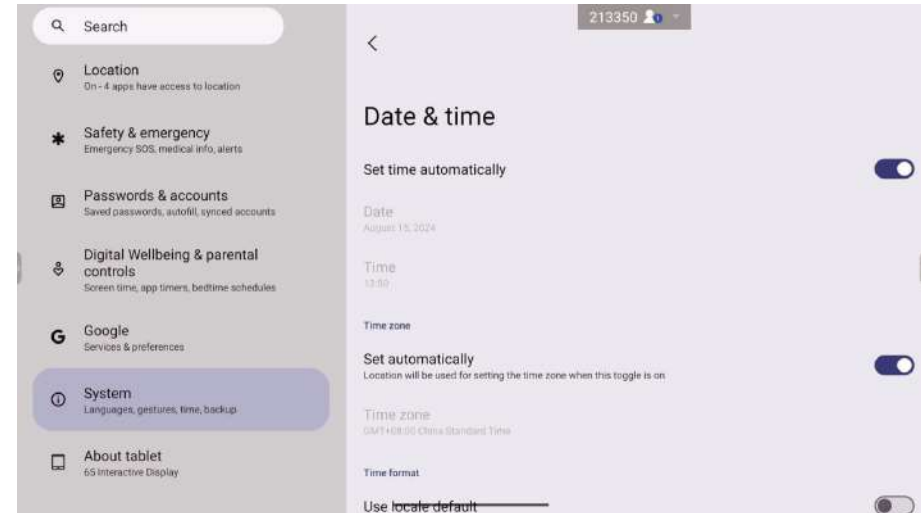 213350
Search
Location
On - 4 apps have access to location
Safety & emergency
Emergency SOS, medical info, alerts
Passwords & accounts
Saved passwords, autofill, synced accounts
Digital Wellbeing & parental
controls
Screen time, app timers, bedtime schedules
Google
Services & preferences
System
Languages, gestures, time, backup
About tablet
65 Interactive Display
Date & time
Set time automatically
Date
August 15, 2024
Time
13:50
Time zone
Set automatically
Location will be used for setting the time zone when this toggle is on
Time zone
GMT+08:00 China Standard Time
Time format
Use locale default